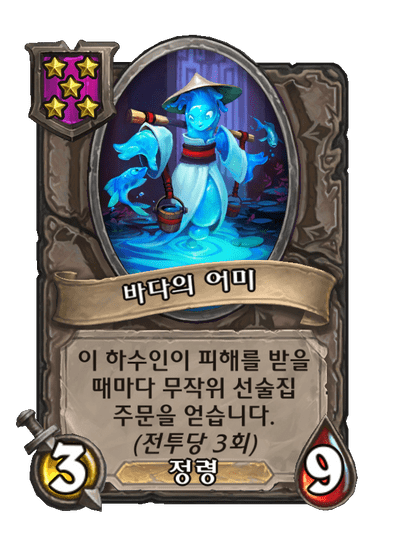 바다의 어미
이 하수인이 피해를 받을
때마다 무작위 선술집
주문을 얻습니다.
(전투당 3회)
정령
3
9